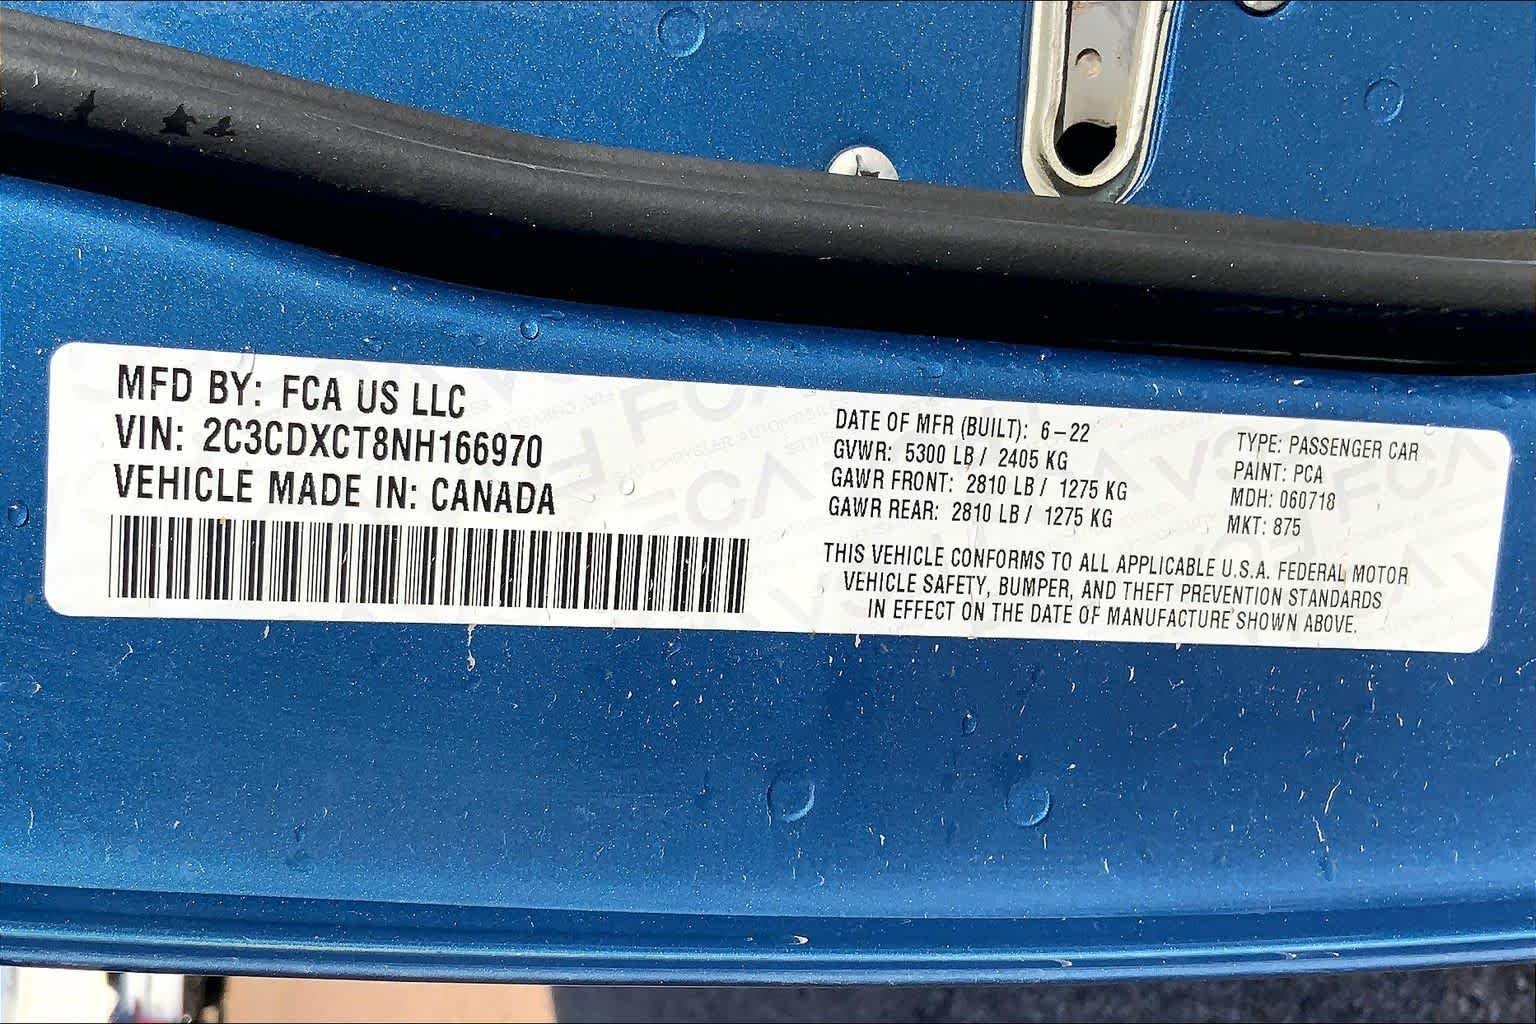 MFD BY: FCA US LLC
VIN: 2C3CDXCT8NH166970
VEHICLE MADE IN: CANADA
DATE OF MFR (BUILT): 6-22
GVWR: 5300 LB / 2405 KG
GAWR FRONT: 2810 LB / 1275 KG
GAWR REAR: 2810 LB / 1275 KG
TYPE: PASSENGER CAR
PAINT: PCA
MDH: 060718
MKT: 875
THIS VEHICLE CONFORMS TO ALL APPLICABLE U.S.A. FEDERAL MOTOR
VEHICLE SAFETY, BUMPER, AND THEFT PREVENTION STANDARDS
IN EFFECT ON THE DATE OF MANUFACTURE SHOWN ABOVE.